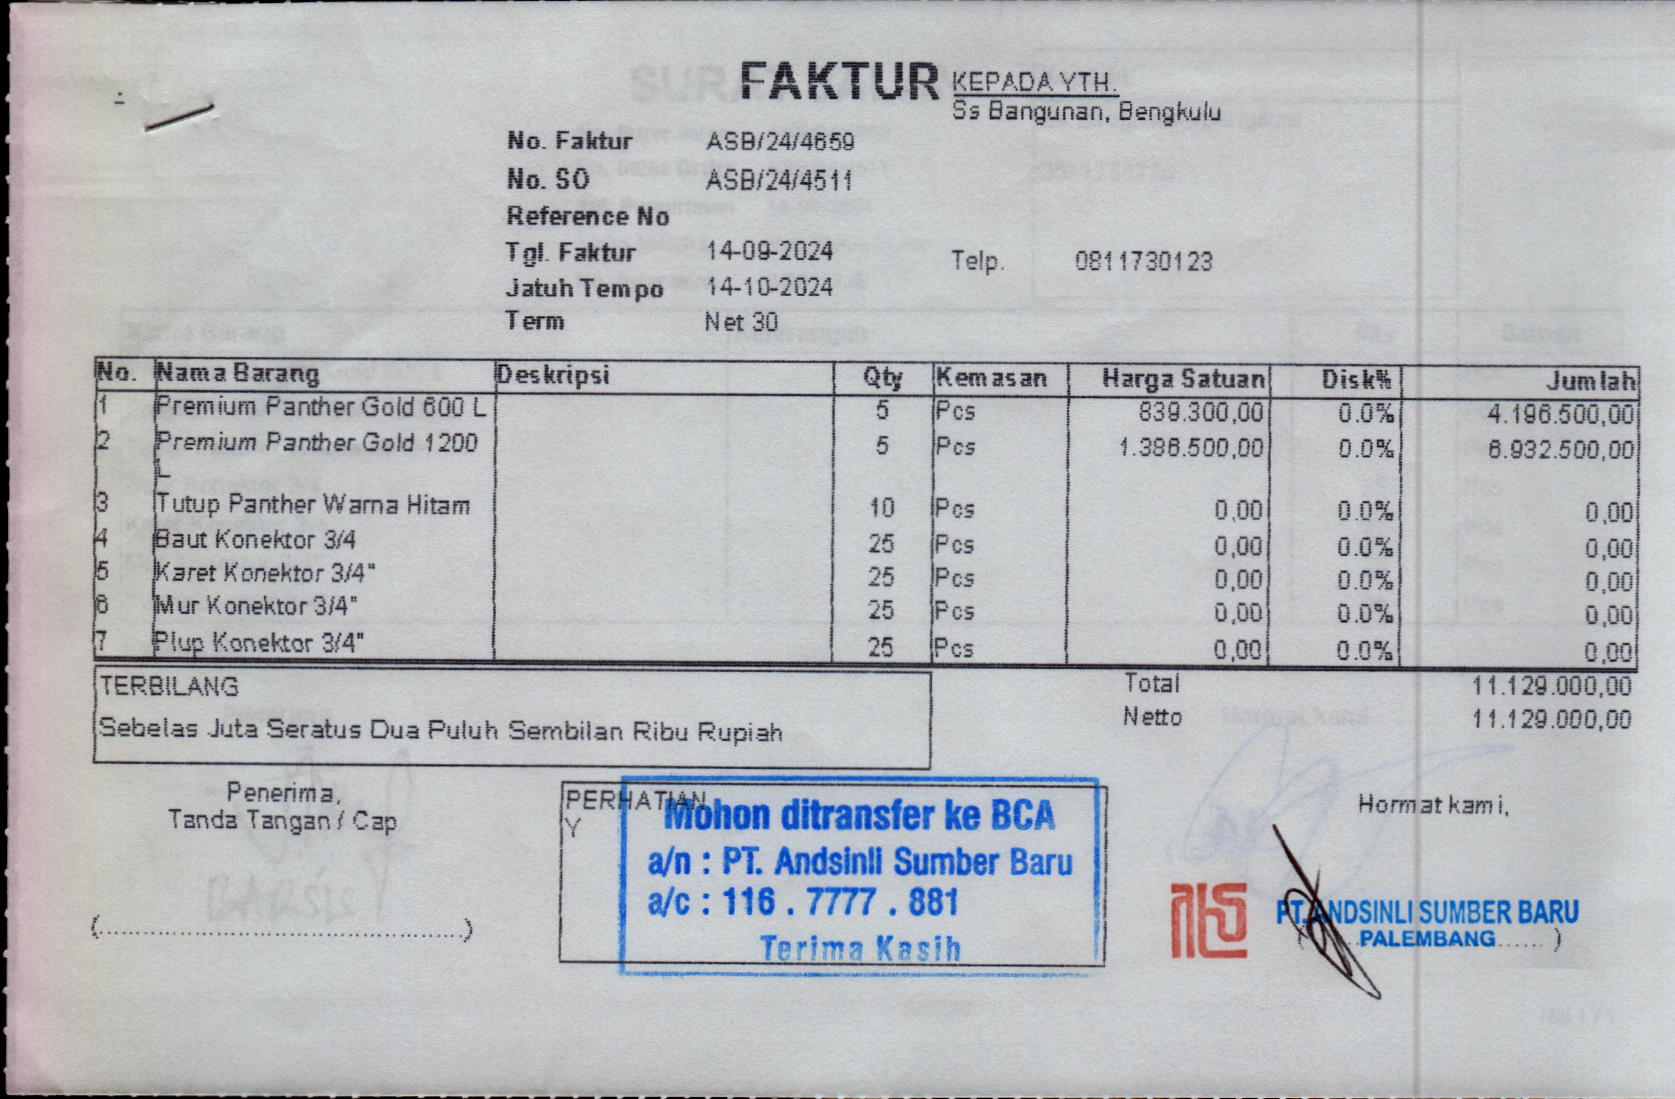 FAKTUR
KEPADA YTH.
Ss Bangunan, Bengkulu
No. Faktur ASB/24/4659
No. SO ASB/24/4511
Reference No
Tgl. Faktur 14-09-2024
Telp. 0811730123
Jatuh Tempo 14-10-2024
Term Net 30
No. Nama Barang Deskripsi Qty Kemasan Harga Satuan Disk% Jumlah
1 Premium Panther Gold 600 L 5 Pcs 839.300,00 0.0% 4.196.500,00
2 Premium Panther Gold 1200 5 Pcs 1.386.500,00 0.0% 6.932.500,00
L
3 Tutup Panther Warna Hitam 10 Pcs 0,00 0.0% 0,00
4 Baut Konektor 3/4 25 Pcs 0,00 0.0% 0,00
5 Karet Konektor 3/4" 25 Pcs 0,00 0.0% 0,00
6 Mur Konektor 3/4" 25 Pcs 0,00 0.0% 0,00
7 Plup Konektor 3/4" 25 Pcs 0,00 0.0% 0,00
TERBILANG
Sebelas Juta Seratus Dua Puluh Sembilan Ribu Rupiah
Total 11.129.000,00
Netto 11.129.000,00
Penerima,
Tanda Tangan / Cap
(................................................)
PERHATIAN
Y
Mohon ditransfer ke BCA
a/n : PT. Andsinli Sumber Baru
a/c : 116 . 7777 . 881
Terima Kasih
Hormat kami,
PT. ANDSINLI SUMBER BARU
PALEMBANG